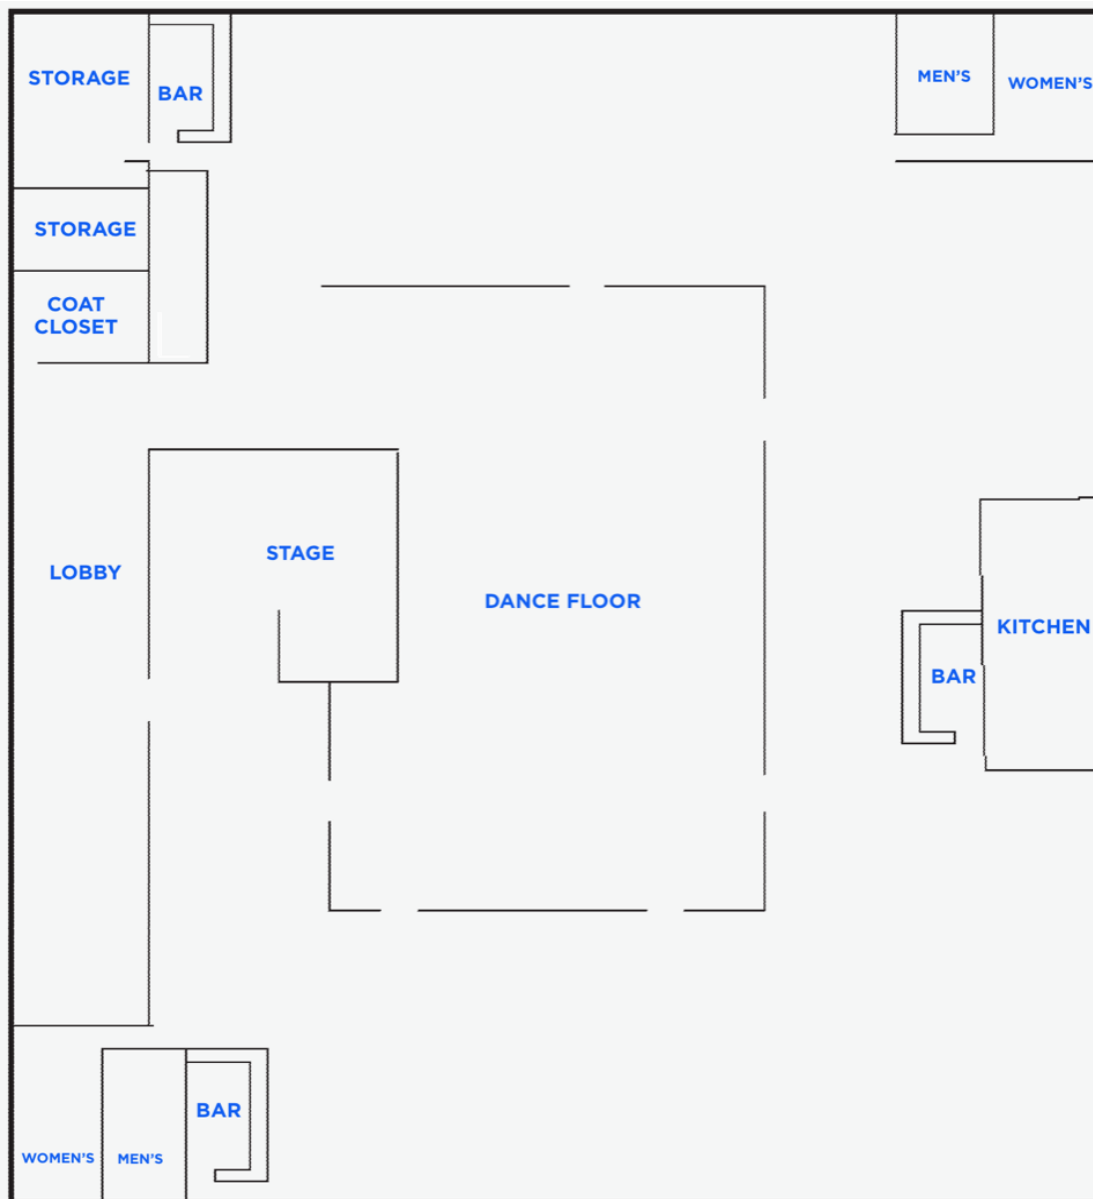 STORAGE
BAR
MEN'S
WOMEN'S
STORAGE
COAT
CLOSET
STAGE
LOBBY
DANCE FLOOR
KITCHEN
BAR
BAR
WOMEN'S
MEN'S